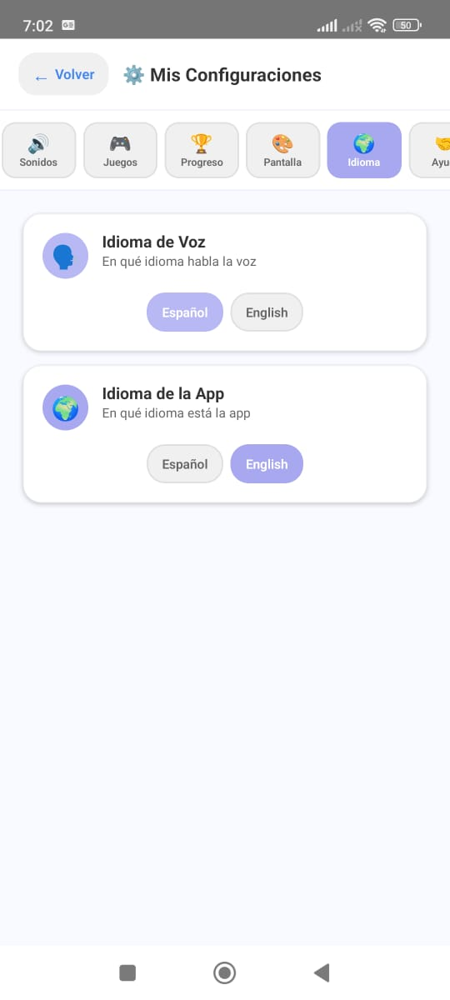 7:02
50
← Volver
⚙️ Mis Configuraciones
🔊 Sonidos
🎮 Juegos
🏆 Progreso
🎨 Pantalla
🌍 Idioma
🤝 Ayu
Idioma de Voz
En qué idioma habla la voz
Español English
Idioma de la App
En qué idioma está la app
Español English